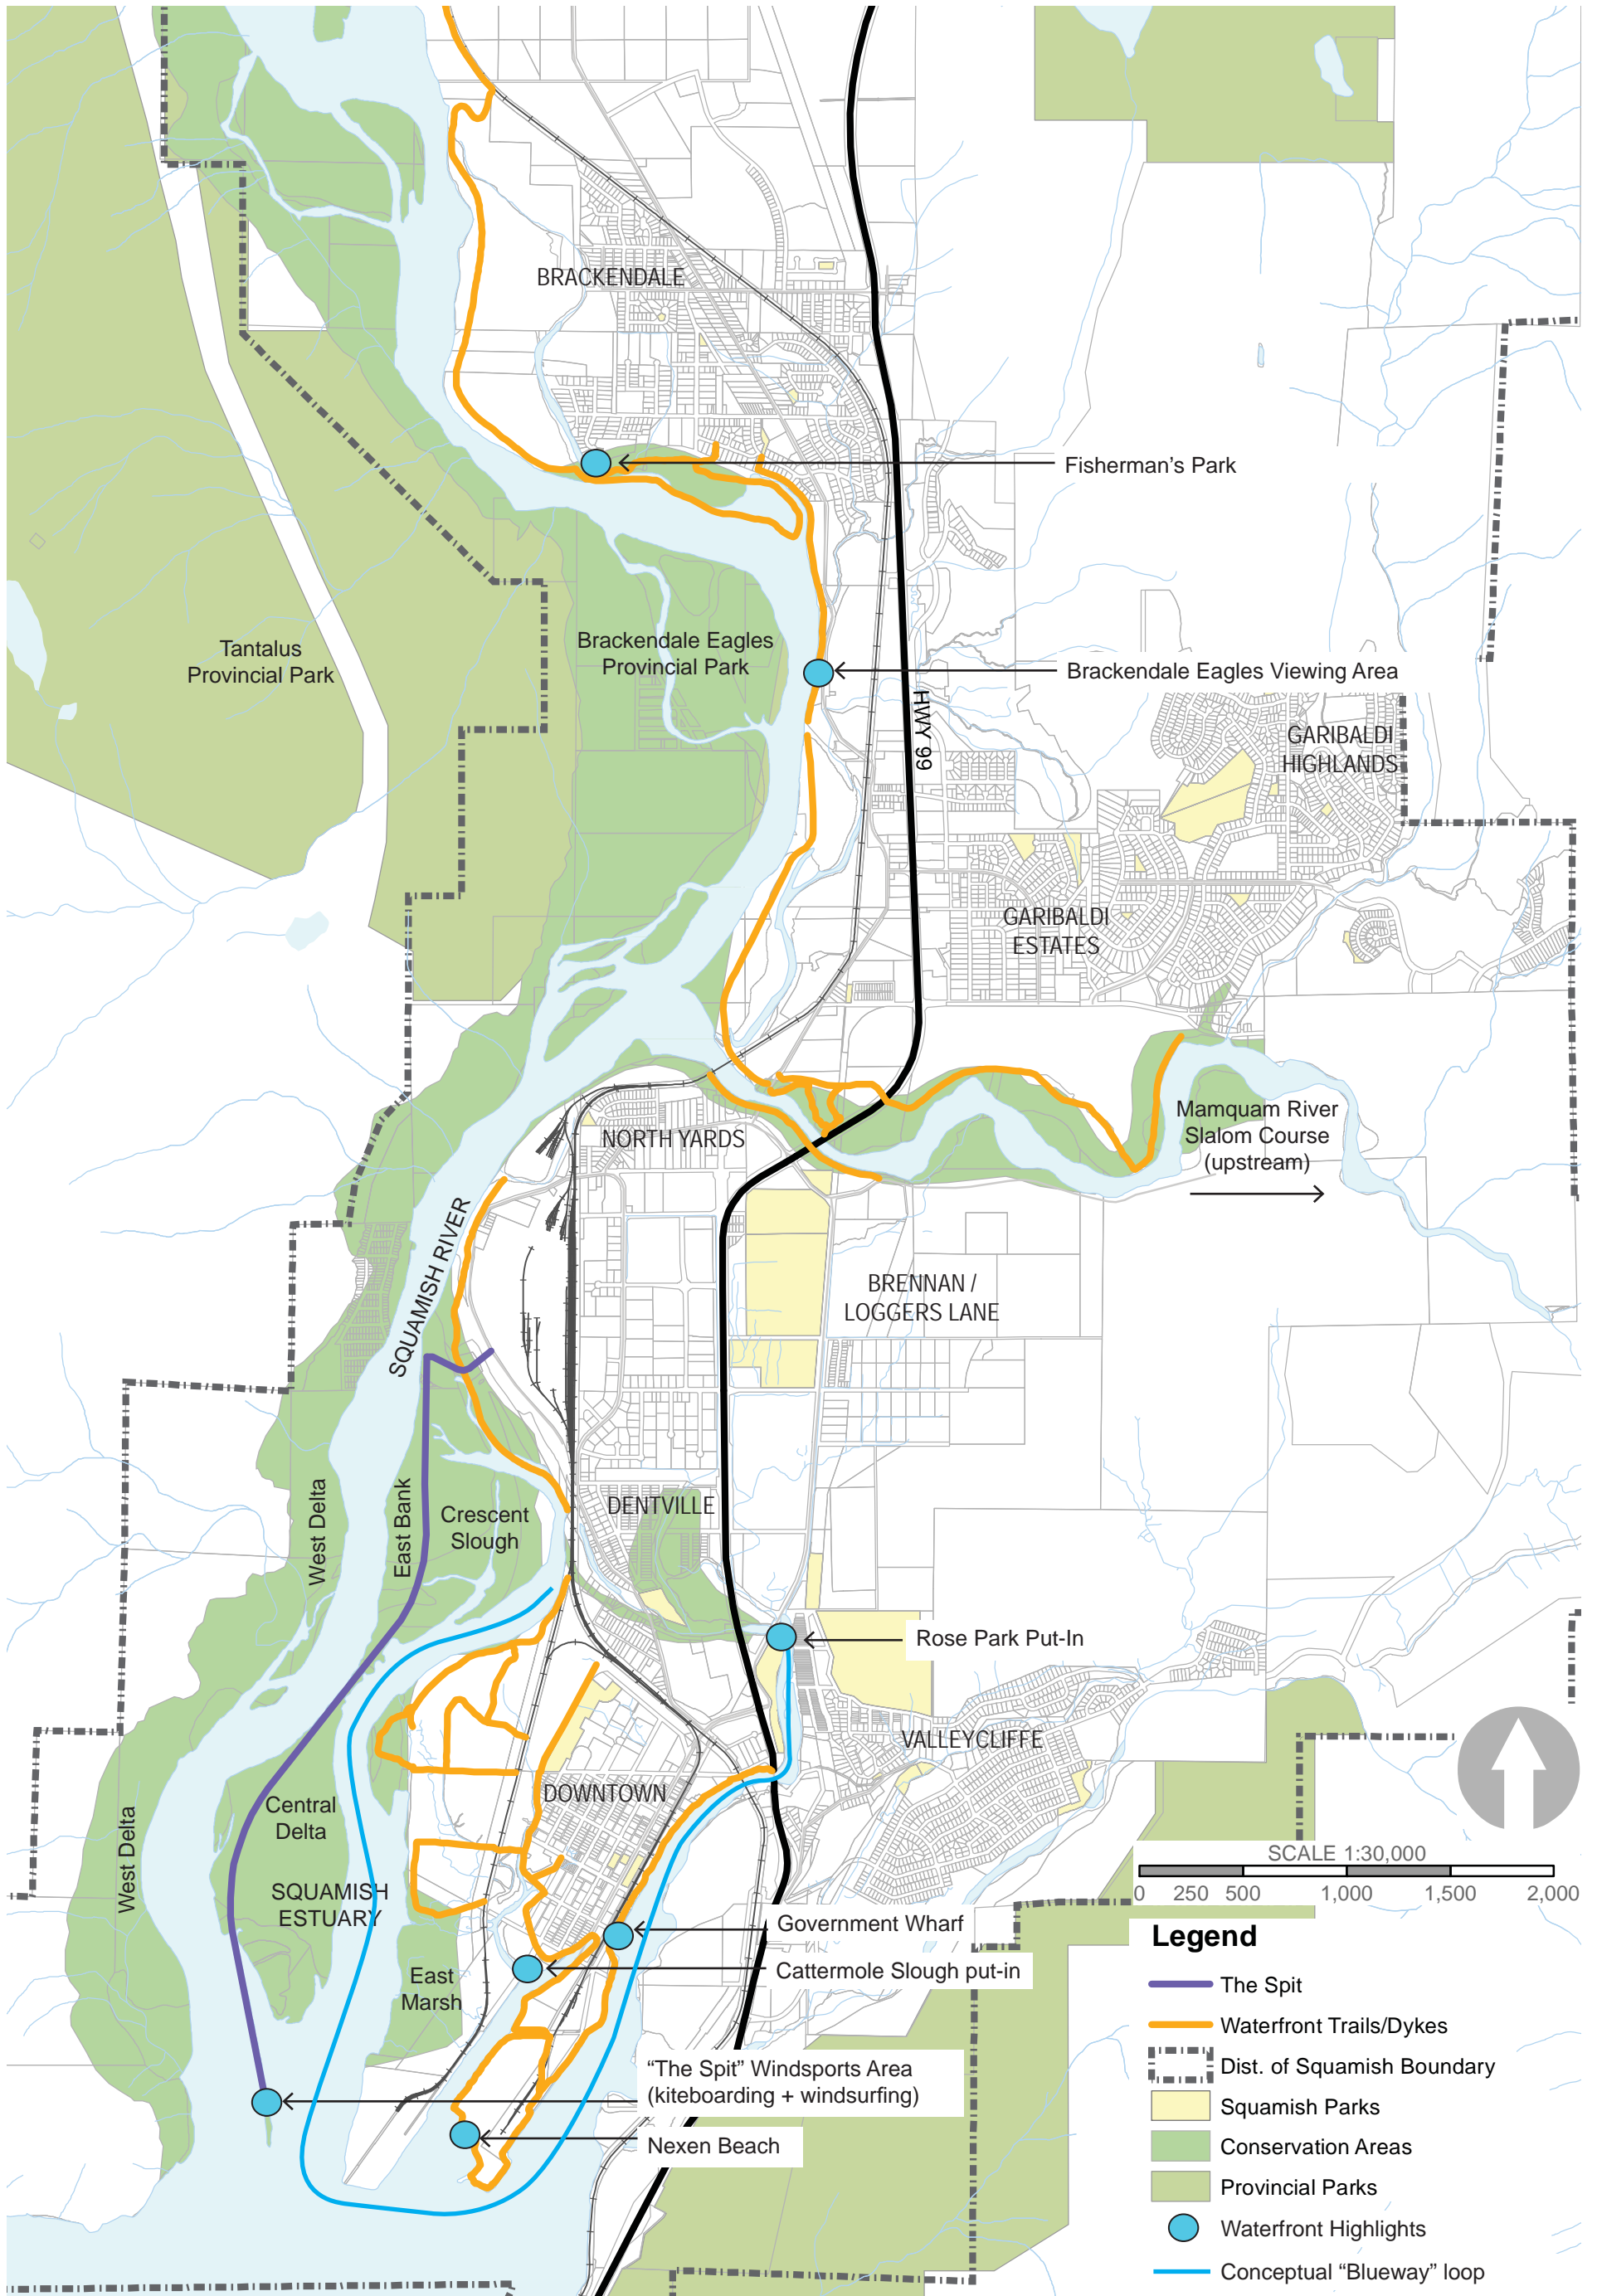 BRACKENDALE
Fisherman's Park
Tantalus
Provincial Park
Brackendale Eagles
Provincial Park
Brackendale Eagles Viewing Area
HWY 99
GARIBALDI
HIGHLANDS
GARIBALDI
ESTATES
Mamquam River
Slalom Course
(upstream)
NORTH YARDS
SQUAMISH RIVER
BRENNAN /
LOGGERS LANE
West Delta
East Bank
Crescent
Slough
DENTVILLE
Rose Park Put-In
VALLEYCLIFFE
DOWNTOWN
Central
Delta
West Delta
SQUAMISH
ESTUARY
East
Marsh
Government Wharf
Cattermole Slough put-in
“The Spit” Windsports Area
(kiteboarding + windsurfing)
Nexen Beach
SCALE 1:30,000
0 250 500 1,000 1,500 2,000
Legend
The Spit
Waterfront Trails/Dykes
Dist. of Squamish Boundary
Squamish Parks
Conservation Areas
Provincial Parks
Waterfront Highlights
Conceptual “Blueway” loop